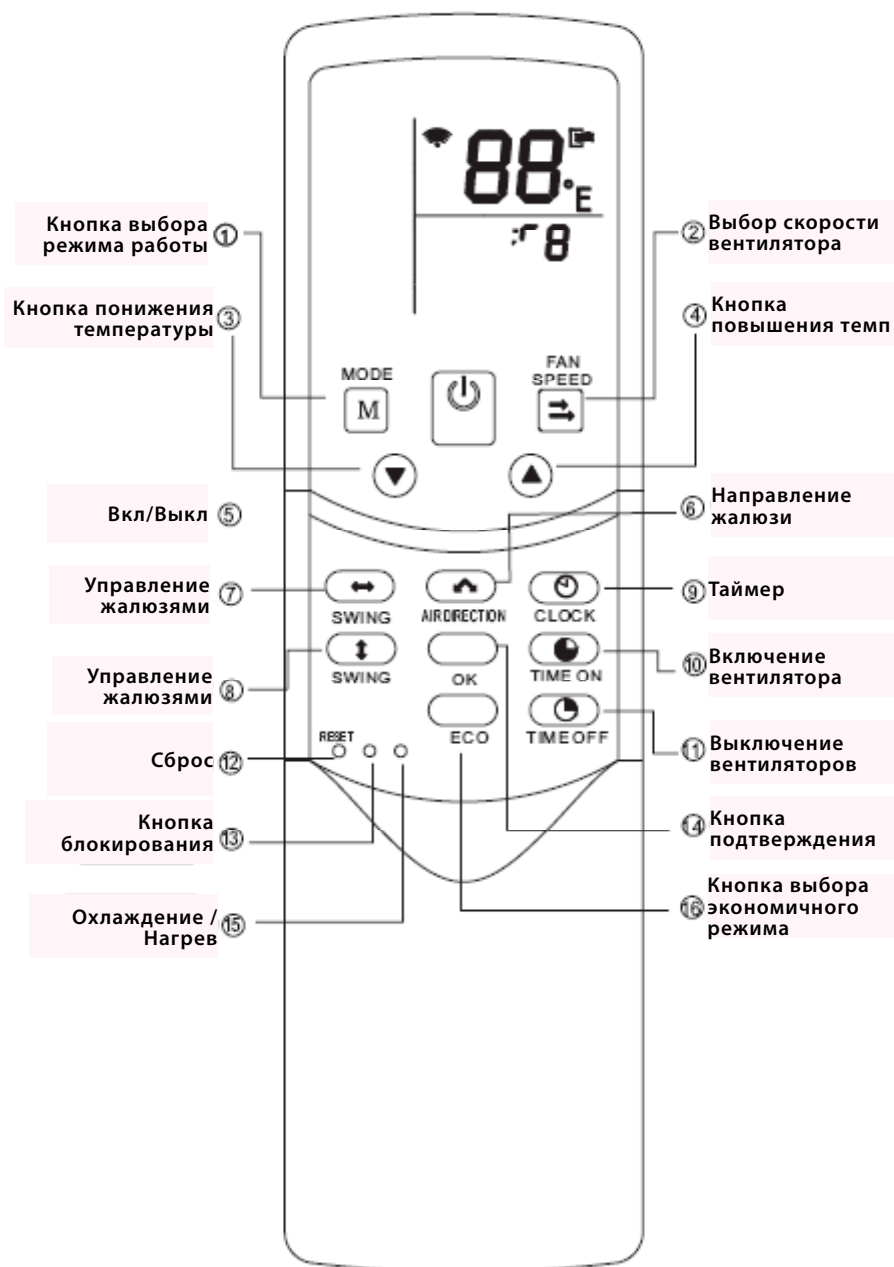 88
°E
8
Кнопка выбора
режима работы
①
②
Выбор скорости
вентилятора
Кнопка понижения
температуры
③
④
Кнопка
повышения темп
MODE
M
FAN
SPEED
Вкл/Выкл
⑤
⑥
Направление
жалюзи
Управление
жалюзями
⑦
SWING
AIR DIRECTION
CLOCK
⑨
Таймер
Управление
жалюзями
⑧
SWING
OK
TIME ON
⑩
Включение
вентилятора
ECO
TIME OFF
⑪
Выключение
вентиляторов
RESET
Сброс
⑫
Кнопка
блокирования
⑬
⑭
Кнопка
подтверждения
Охлаждение /
Нагрев
⑮
⑯
Кнопка выбора
экономичного
режима